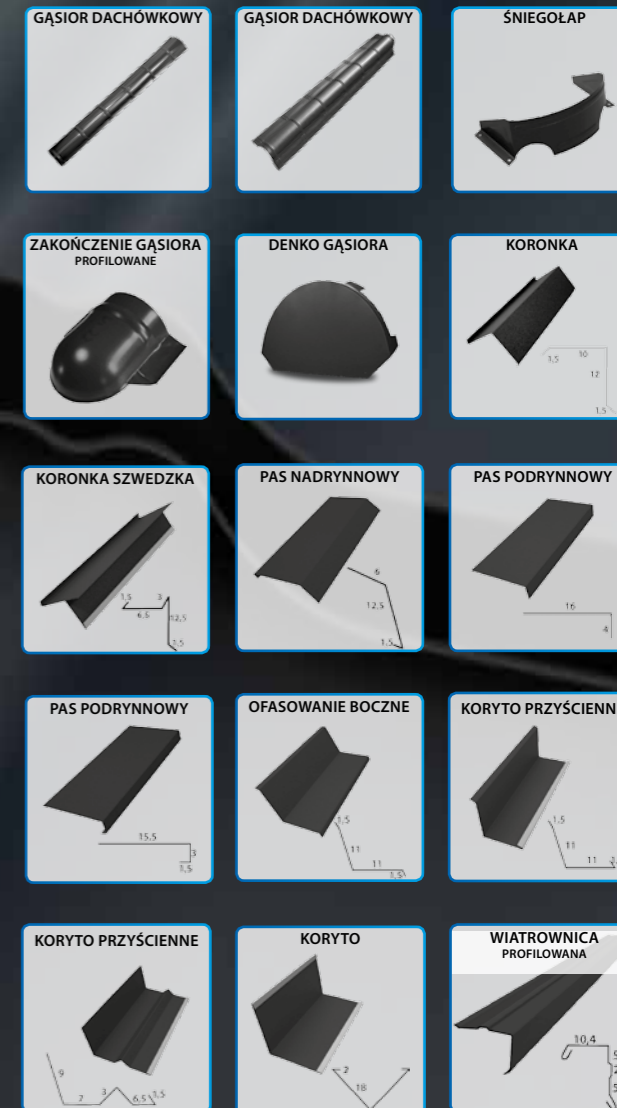 GĄSIOR DACHÓWKOWY
GĄSIOR DACHÓWKOWY
ŚNIEGOŁAP
ZAKOŃCZENIE GĄSIORA
PROFILOWANE
DENKO GĄSIORA
KORONKA
1,5
10
12
1,5
KORONKA SZWEDZKA
1,5
3
6,5
12,5
1,5
PAS NADRYNNOWY
6
12,5
1,5
PAS PODRYNNOWY
16
4
PAS PODRYNNOWY
15,5
3
1,5
OFASOWANIE BOCZNE
1,5
11
11
1,5
KORYTO PRZYŚCIENN
1,5
11
11
KORYTO PRZYŚCIENNE
9
7
3
6,5
1,5
KORYTO
2
18
WIATROWNICA
PROFILOWANA
10,4